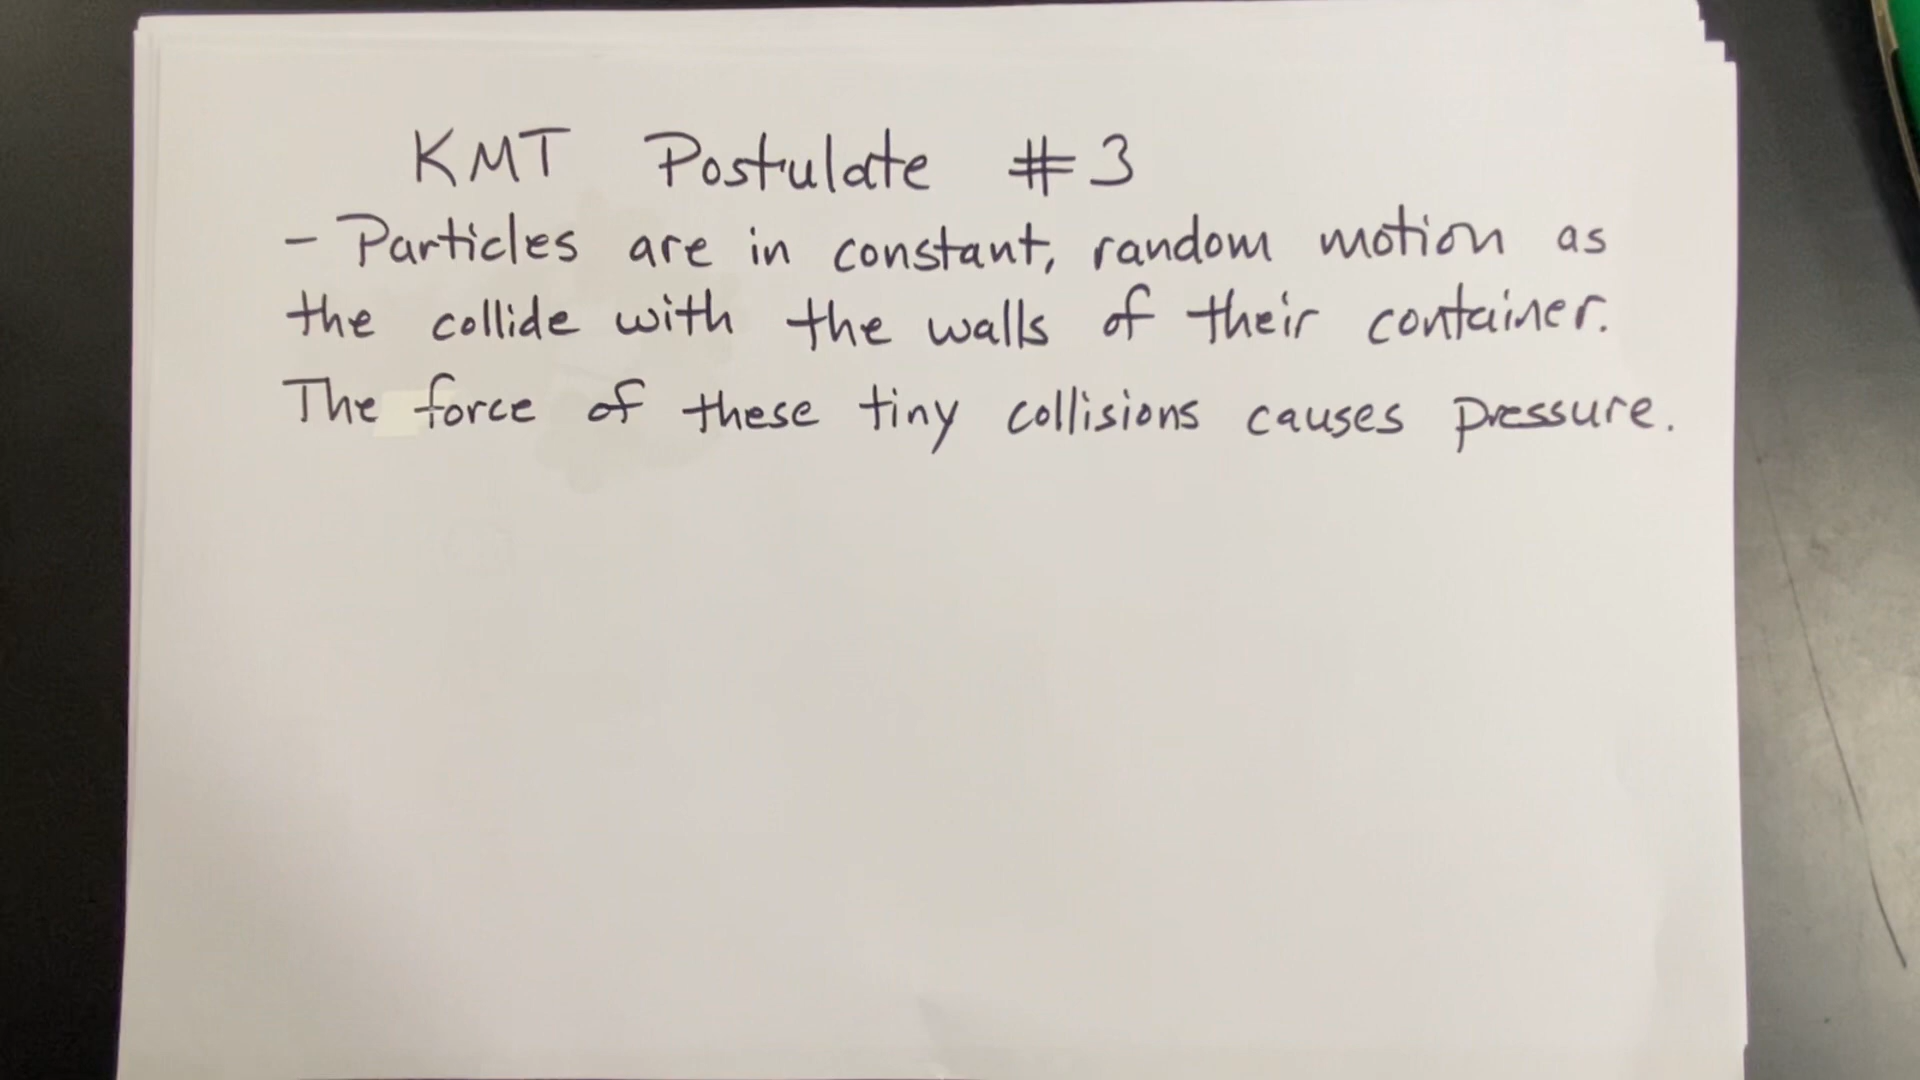 KMT Postulate #3
- Particles are in constant, random motion as
the collide with the walls of their container.
The force of these tiny collisions causes pressure.